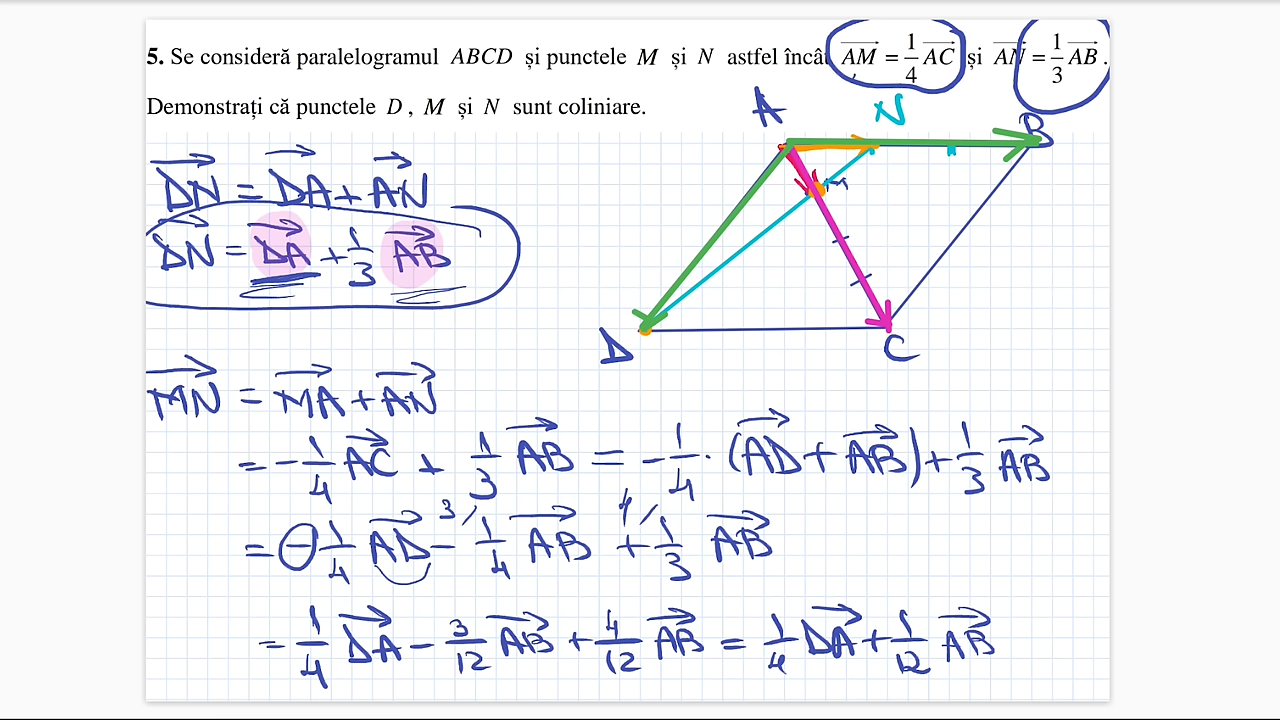 5. Se consideră paralelogramul ABCD și punctele M și N astfel încât AM = 1/4 AC și AN = 1/3 AB.
Demonstrați că punctele D, M și N sunt coliniare.
A N B
M
D C
DN = DA + AN
DN = DA + 1/3 AB
MN = MA + AN
= -1/4 AC + 1/3 AB = -1/4 · (AD + AB) + 1/3 AB
= -1/4 AD - 3/ 1/4 AB + 4/ 1/3 AB
= 1/4 DA - 3/12 AB + 4/12 AB = 1/4 DA + 1/12 AB